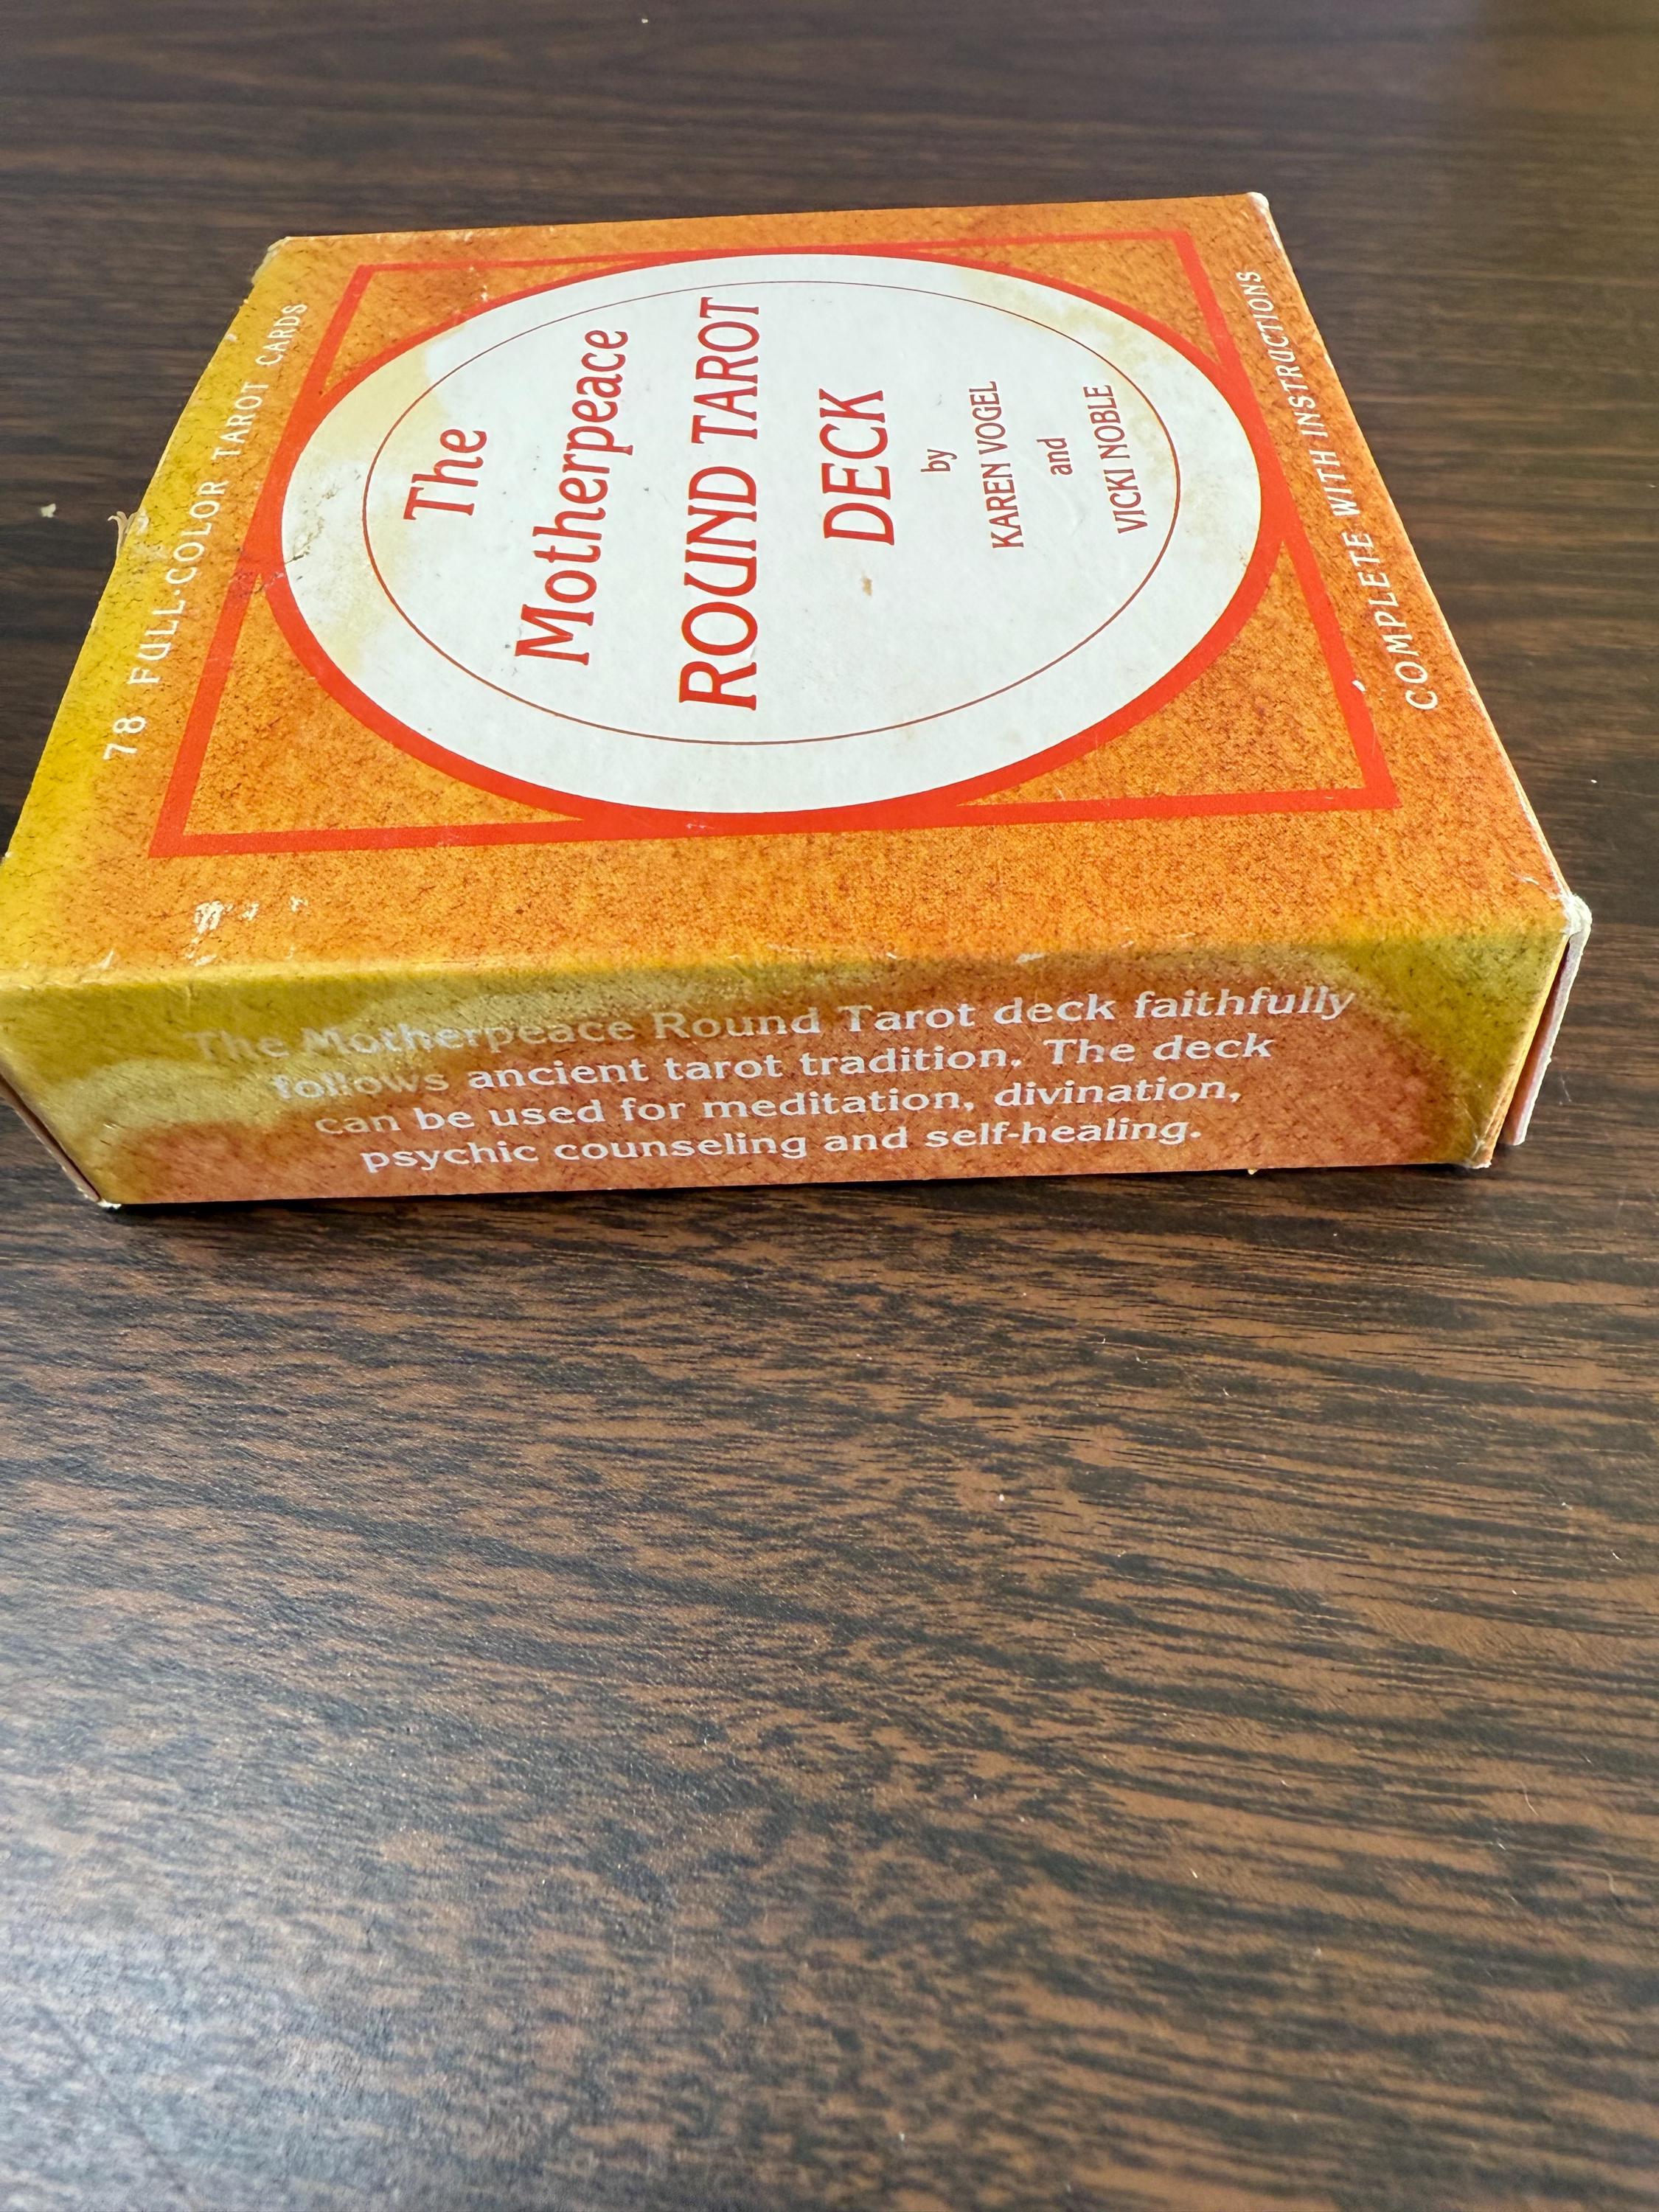 78 FULL-COLOR TAROT CARDS
The
Motherpeace
ROUND TAROT
DECK
by
KAREN VOGEL
and
VICKI NOBLE
COMPLETE WITH INSTRUCTIONS
The Motherpeace Round Tarot deck faithfully
follows ancient tarot tradition. The deck
can be used for meditation, divination,
psychic counseling and self-healing.